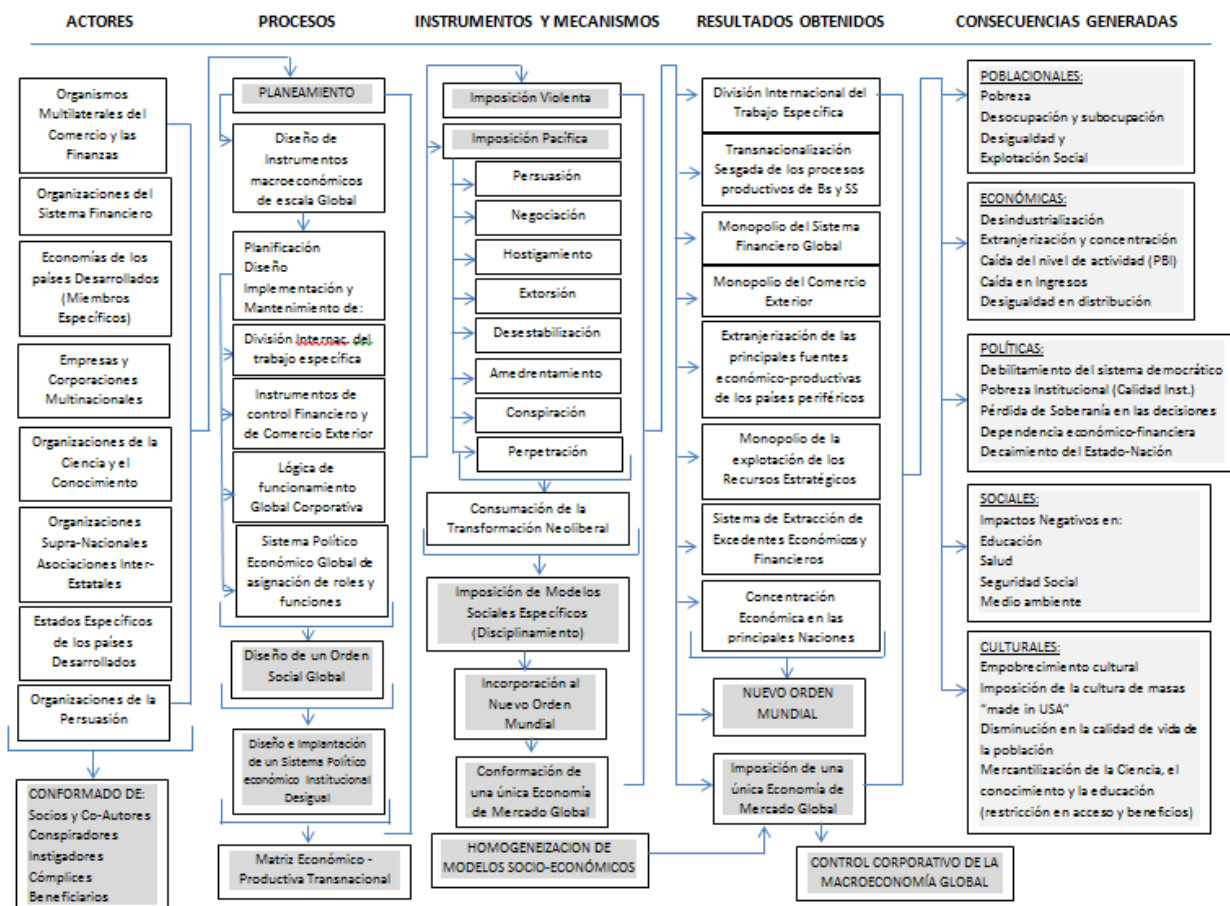 ACTORES
PROCESOS
INSTRUMENTOS Y MECANISMOS
RESULTADOS OBTENIDOS
CONSECUENCIAS GENERADAS
Organismos
Multilaterales del
Comercio y las
Finanzas
Organizaciones del
Sistema Financiero
Economías de los
países Desarrollados
(Miembros
Específicos)
Empresas y
Corporaciones
Multinacionales
Organizaciones de la
Ciencia y el
Conocimiento
Organizaciones
Supra-Nacionales
Asociaciones Inter-
Estatales
Estados Específicos
de los países
Desarrollados
Organizaciones de la
Persuasión
CONFORMADO DE:
Socios y Co-Autores
Conspiradores
Instigadores
Cómplices
Beneficiarios
PLANEAMIENTO
Diseño de
Instrumentos
macroeconómicos
de escala Global
Planificación
Diseño
Implementación y
Mantenimiento de:
División Internac. del
trabajo específica
Instrumentos de
control Financiero y
de Comercio Exterior
Lógica de
funcionamiento
Global Corporativa
Sistema Político
Económico Global de
asignación de roles y
funciones
Diseño de un Orden
Social Global
Diseño e Implantación
de un Sistema Político
económico Institucional
Desigual
Matriz Económico -
Productiva Transnacional
Imposición Violenta
Imposición Pacífica
Persuasión
Negociación
Hostigamiento
Extorsión
Desestabilización
Amedrentamiento
Conspiración
Perpetración
Consumación de la
Transformación Neoliberal
Imposición de Modelos
Sociales Específicos
(Disciplinamiento)
Incorporación al
Nuevo Orden
Mundial
Conformación de
una única Economía
de Mercado Global
HOMOGENEIZACION DE
MODELOS SOCIO-ECONÓMICOS
División Internacional del
Trabajo Específica
Transnacionalización
Sesgada de los procesos
productivos de Bs y SS
Monopolio del Sistema
Financiero Global
Monopolio del Comercio
Exterior
Extranjerización de las
principales fuentes
económico-productivas
de los países periféricos
Monopolio de la
explotación de los
Recursos Estratégicos
Sistema de Extracción de
Excedentes Económicos y
Financieros
Concentración
Económica en las
principales Naciones
NUEVO ORDEN
MUNDIAL
Imposición de una
única Economía de
Mercado Global
CONTROL CORPORATIVO DE LA
MACROECONOMÍA GLOBAL
POBLACIONALES:
Pobreza
Desocupación y subocupación
Desigualdad y
Explotación Social
ECONÓMICAS:
Desindustrialización
Extranjerización y concentración
Caída del nivel de actividad (PBI)
Caída en Ingresos
Desigualdad en distribución
POLÍTICAS:
Debilitamiento del sistema democrático
Pobreza Institucional (Calidad Inst.)
Pérdida de Soberanía en las decisiones
Dependencia económico-financiera
Decaimiento del Estado-Nación
SOCIALES:
Impactos Negativos en:
Educación
Salud
Seguridad Social
Medio ambiente
CULTURALES:
Empobrecimiento cultural
Imposición de la cultura de masas
“made in USA”
Disminución en la calidad de vida de
la población
Mercantilización de la Ciencia, el
conocimiento y la educación
(restricción en acceso y beneficios)